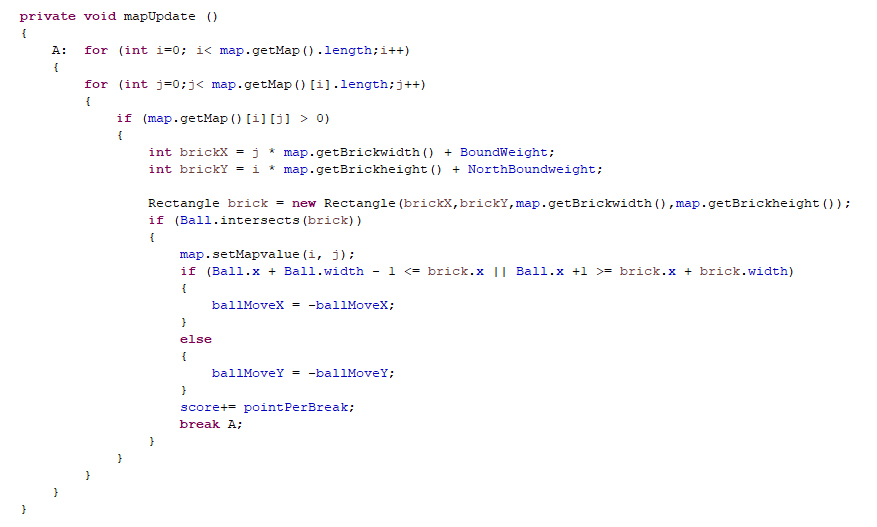 private void mapUpdate ()
{
A: for (int i=0; i< map.getMap().length;i++)
{
for (int j=0;j< map.getMap()[i].length;j++)
{
if (map.getMap()[i][j] > 0)
{
int brickX = j * map.getBrickwidth() + BoundWeight;
int brickY = i * map.getBrickheight() + NorthBoundweight;
Rectangle brick = new Rectangle(brickX,brickY,map.getBrickwidth(),map.getBrickheight());
if (Ball.intersects(brick))
{
map.setMapvalue(i, j);
if (Ball.x + Ball.width - 1 <= brick.x || Ball.x +1 >= brick.x + brick.width)
{
ballMoveX = -ballMoveX;
}
else
{
ballMoveY = -ballMoveY;
}
score+= pointPerBreak;
break A;
}
}
}
}
}